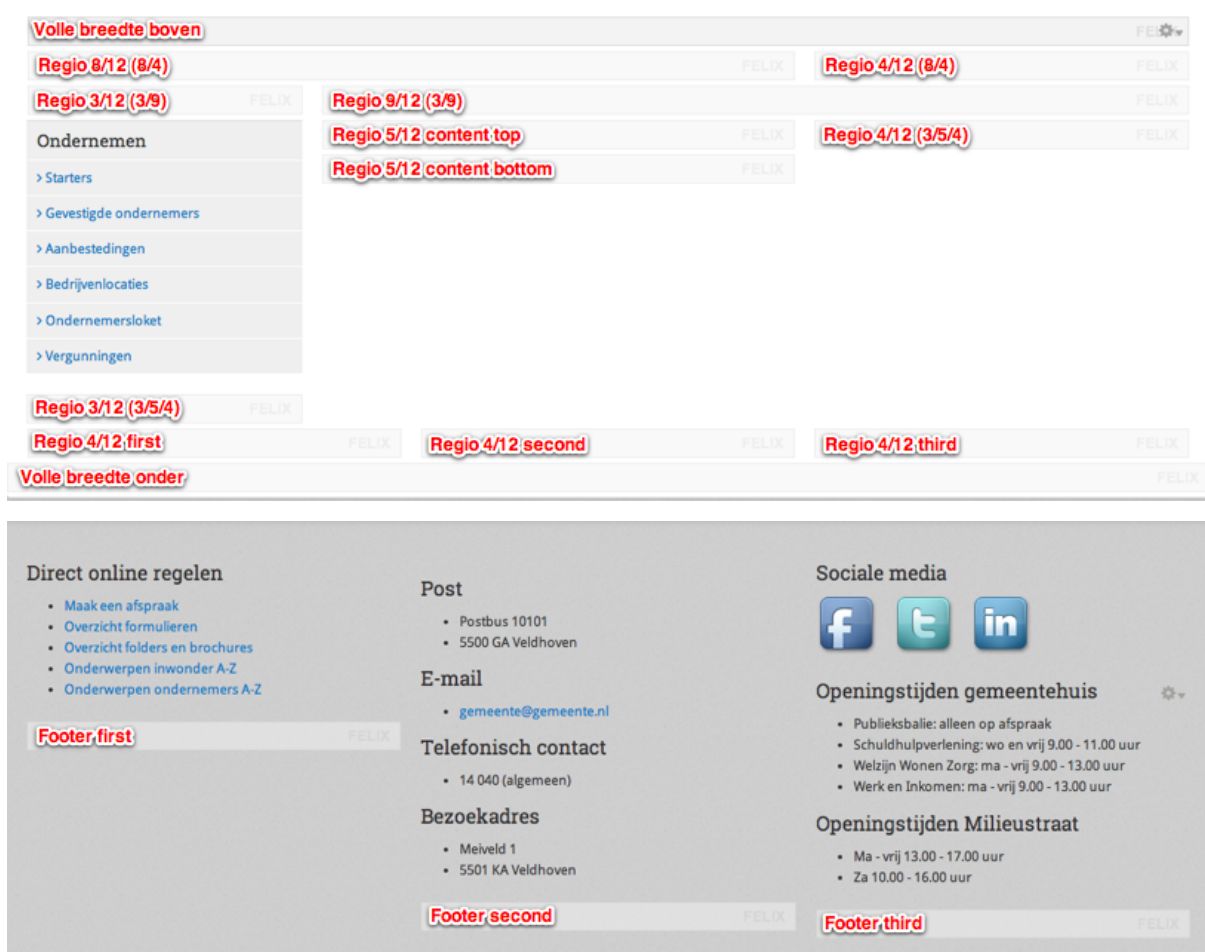 Volle breedte boven FELIX
Regio 8/12 (8/4) FELIX
Regio 4/12 (8/4) FELIX
Regio 3/12 (3/9) FELIX
Regio 9/12 (3/9) FELIX
Ondernemen
> Starters
> Gevestigde ondernemers
> Aanbestedingen
> Bedrijvenlocaties
> Ondernemersloket
> Vergunningen
Regio 5/12 content top FELIX
Regio 4/12 (3/5/4) FELIX
Regio 5/12 content bottom FELIX
Regio 3/12 (3/5/4) FELIX
Regio 4/12 first FELIX
Regio 4/12 second FELIX
Regio 4/12 third FELIX
Volle breedte onder FELIX
Direct online regelen
• Maak een afspraak
• Overzicht formulieren
• Overzicht folders en brochures
• Onderwerpen inwonder A-Z
• Onderwerpen ondernemers A-Z
Footer first FELIX
Post
• Postbus 10101
• 5500 GA Veldhoven
E-mail
• gemeente@gemeente.nl
Telefonisch contact
• 14 040 (algemeen)
Bezoekadres
• Meiveld 1
• 5501 KA Veldhoven
Footer second FELIX
Sociale media
f t in
Openingstijden gemeentehuis
• Publieksbalie: alleen op afspraak
• Schuldhulpverlening: wo en vrij 9.00 - 11.00 uur
• Welzijn Wonen Zorg: ma - vrij 9.00 - 13.00 uur
• Werk en Inkomen: ma - vrij 9.00 - 13.00 uur
Openingstijden Milieustraat
• Ma - vrij 13.00 - 17.00 uur
• Za 10.00 - 16.00 uur
Footer third FELIX